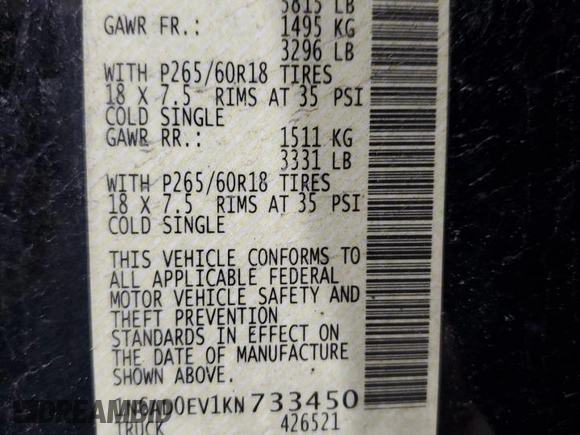 5815 LB
GAWR FR.: 1495 KG
3296 LB
WITH P265/60R18 TIRES
18 X 7.5 RIMS AT 35 PSI
COLD SINGLE
GAWR RR.: 1511 KG
3331 LB
WITH P265/60R18 TIRES
18 X 7.5 RIMS AT 35 PSI
COLD SINGLE
THIS VEHICLE CONFORMS TO
ALL APPLICABLE FEDERAL
MOTOR VEHICLE SAFETY AND
THEFT PREVENTION
STANDARDS IN EFFECT ON
THE DATE OF MANUFACTURE
SHOWN ABOVE.
1N6AD0EV1KN733450
TRUCK 426521